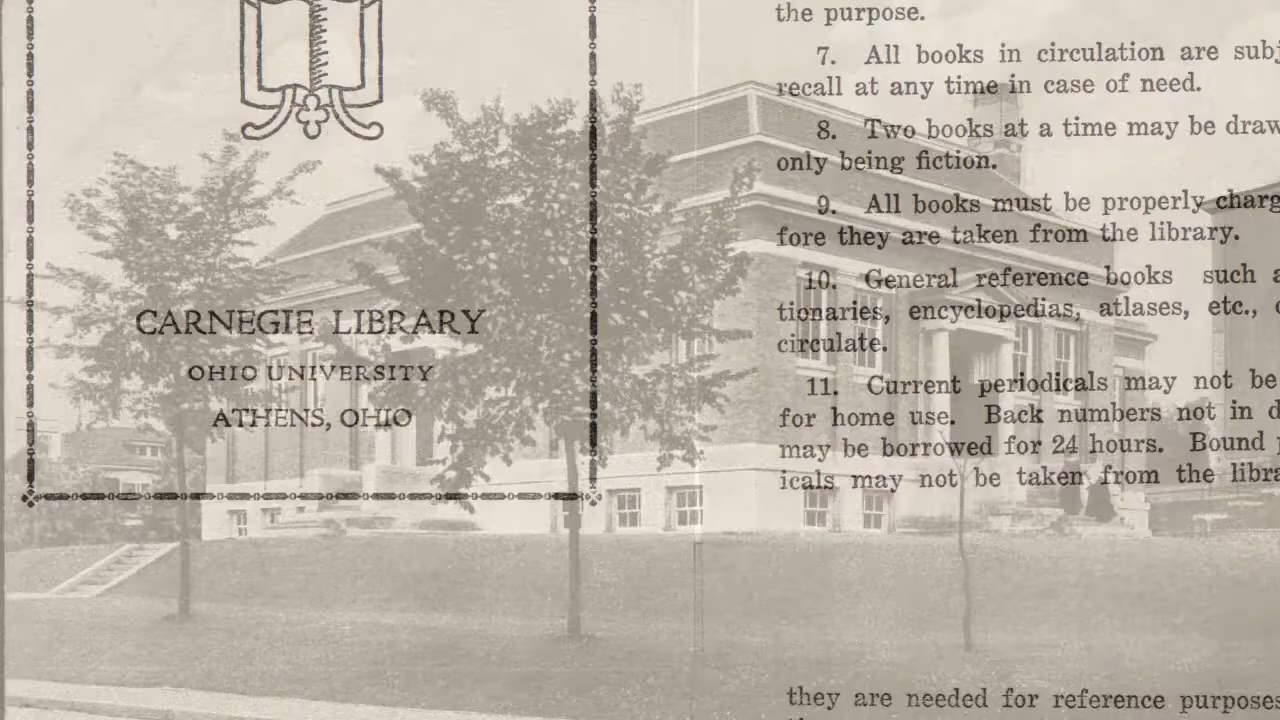 CARNEGIE LIBRARY
OHIO UNIVERSITY
ATHENS, OHIO
the purpose.
7. All books in circulation are
recall at any time in case of need.
8. Two books at a time may be
only being fiction.
9. All books must be properly
fore they are taken from the library.
10. General reference books such
tionaries, encyclopedias, atlases, etc.,
circulate.
11. Current periodicals may not be
for home use. Back numbers not in
may be borrowed for 24 hours. Bound
icals may not be taken from the
they are needed for reference purposes